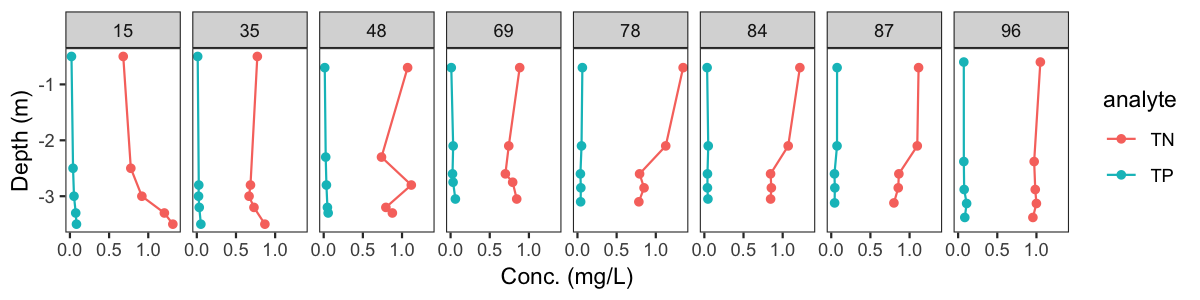 15 35 48 69 78 84 87 96
-1
-2
-3
Depth (m)
0.0 0.5 1.0 0.0 0.5 1.0 0.0 0.5 1.0 0.0 0.5 1.0 0.0 0.5 1.0 0.0 0.5 1.0 0.0 0.5 1.0 0.0 0.5 1.0
Conc. (mg/L)
analyte
TN
TP